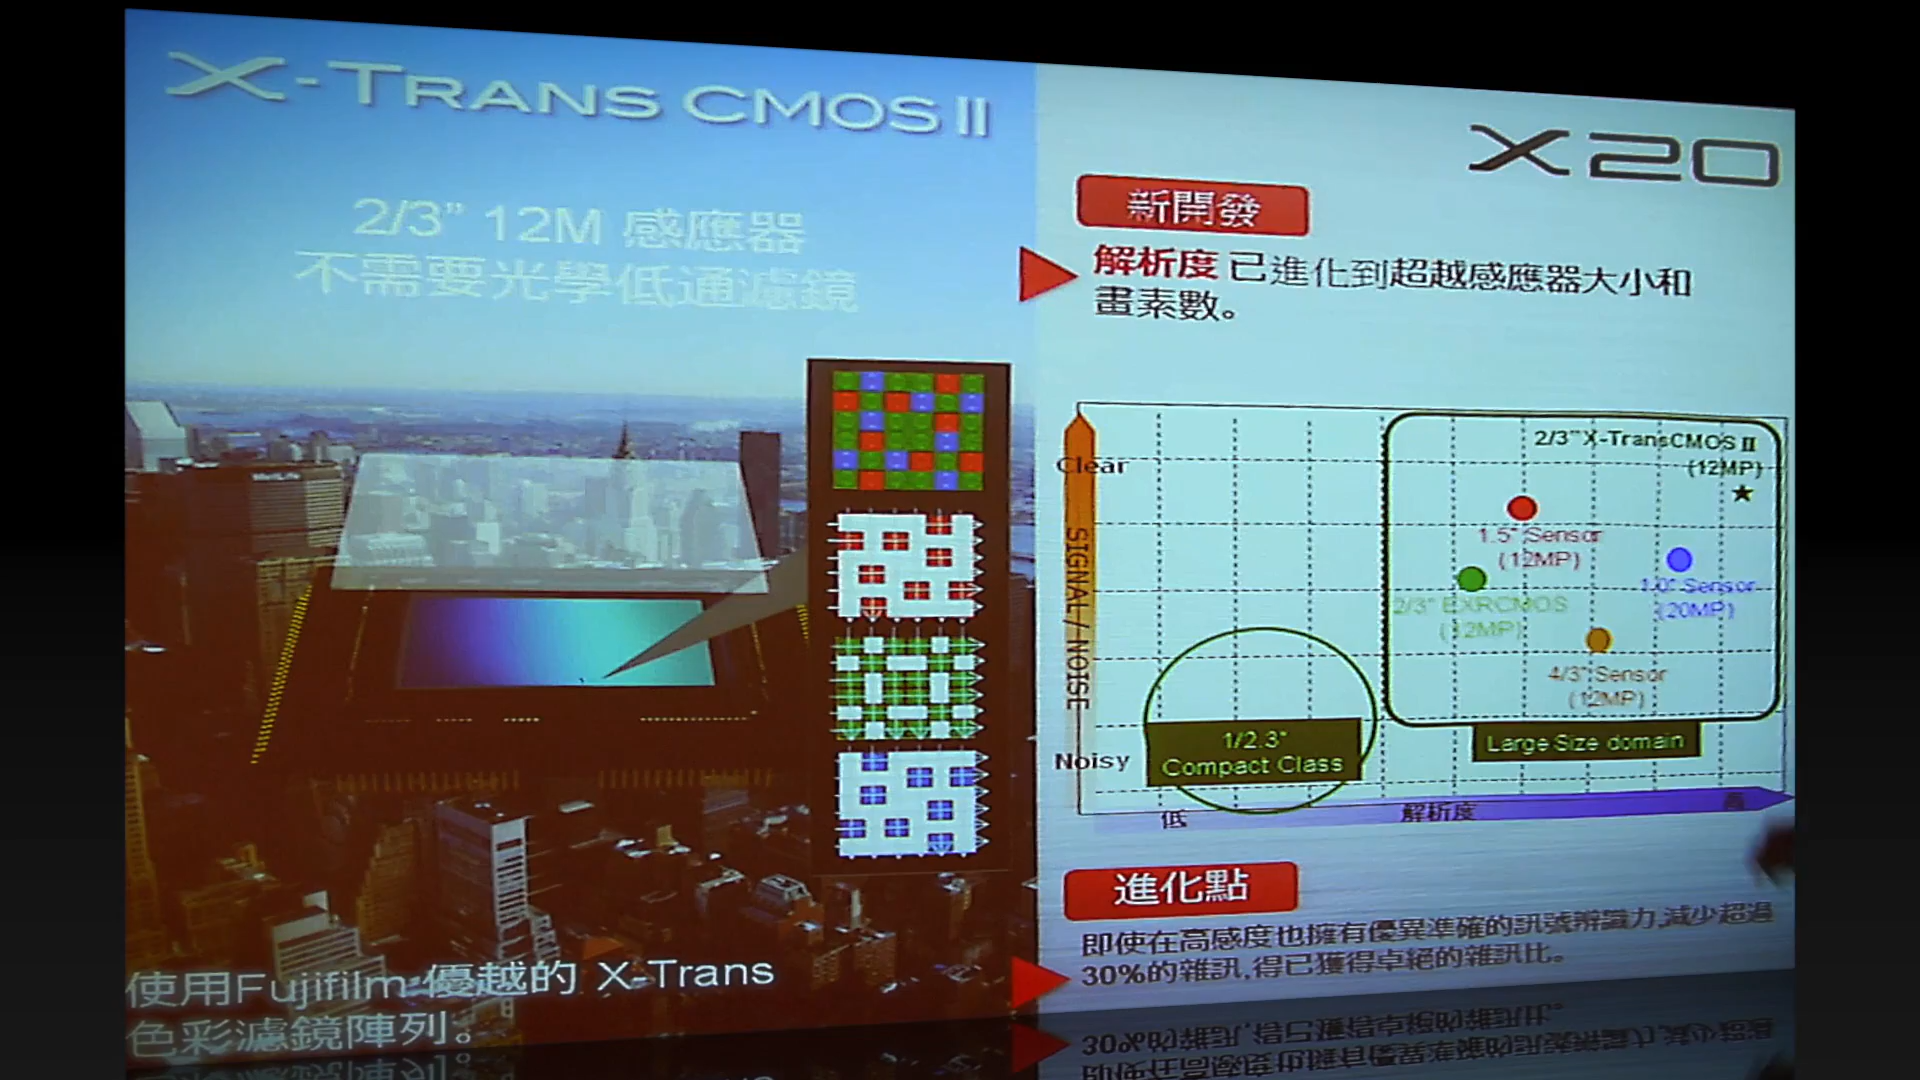 X-TRANS CMOS II
2/3” 12M 感應器
不需要光學低通濾鏡
MetLife
使用Fujifilm 優越的 X-Trans
色彩濾鏡陣列。
X20
新開發
解析度 已進化到超越感應器大小和
畫素數。
Clear
SIGNAL / NOISE
Noisy
2/3” X-TransCMOS II
(12MP)
★
1.5” Sensor
(12MP)
1.0” Sensor
(20MP)
2/3” EXRCMOS
(12MP)
4/3” Sensor
(12MP)
1/2.3”
Compact Class
Large Size domain
低
解析度
高
進化點
即使在高感度也擁有優異準確的訊號辨識力,減少超過
30%的雜訊,得已獲得卓絕的雜訊比。